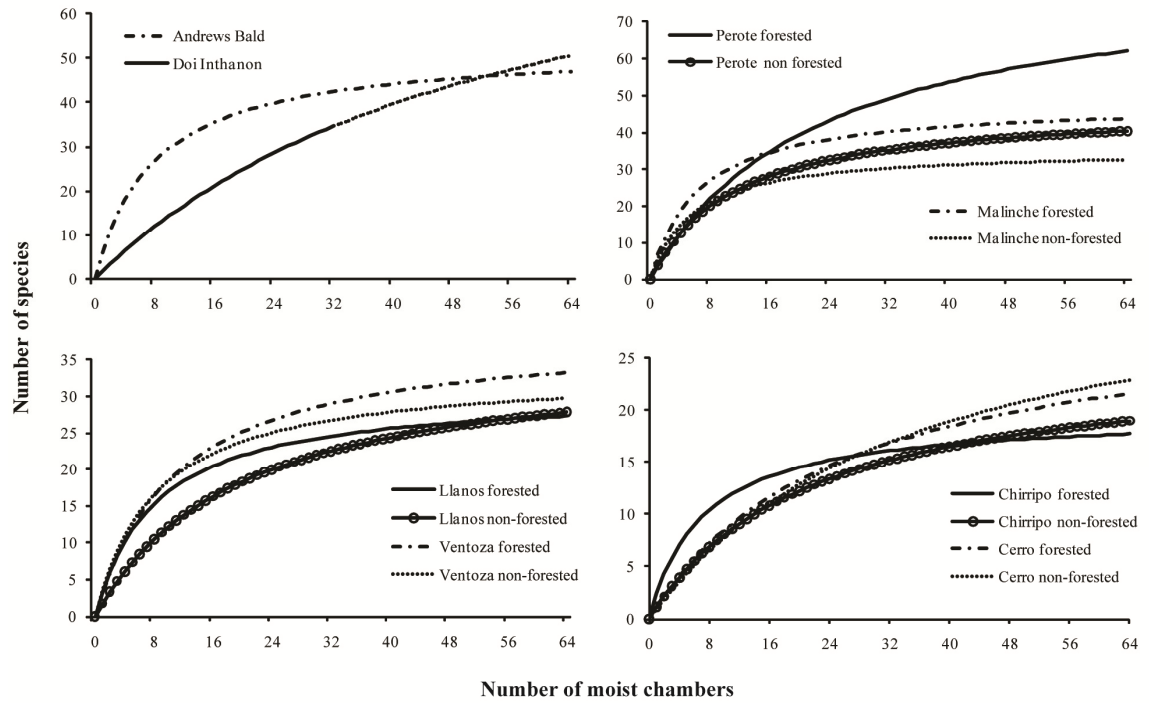 Number of species
60
50
40
30
20
10
0
Andrews Bald
Doi Inthanon
0 8 16 24 32 40 48 56 64
70
60
50
40
30
20
10
0
Perote forested
Perote non forested
Malinche forested
Malinche non-forested
0 8 16 24 32 40 48 56 64
35
30
25
20
15
10
5
0
Llanos forested
Llanos non-forested
Ventoza forested
Ventoza non-forested
0 8 16 24 32 40 48 56 64
25
20
15
10
5
0
Chirripo forested
Chirripo non-forested
Cerro forested
Cerro non-forested
0 8 16 24 32 40 48 56 64
Number of moist chambers